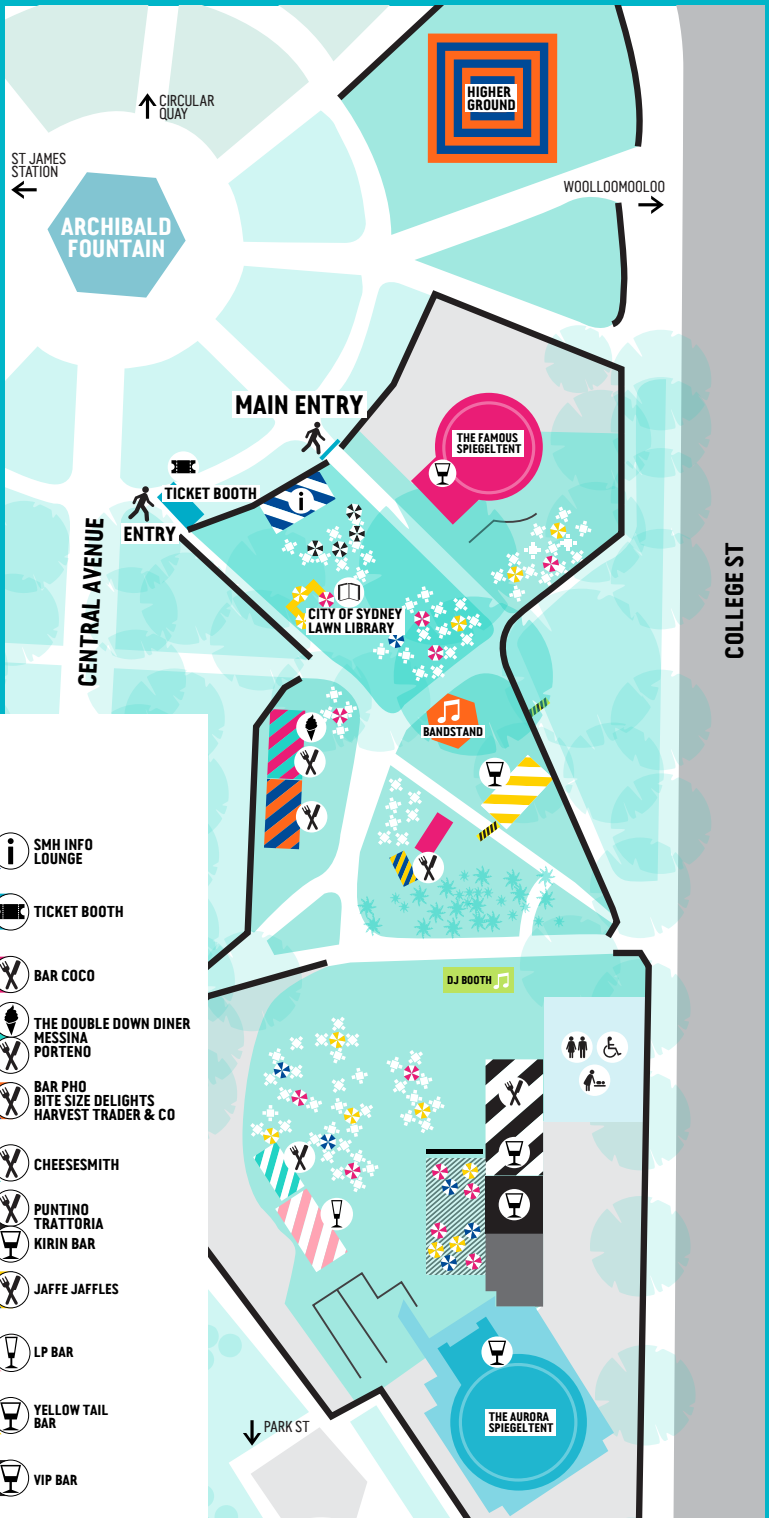 HIGHER
GROUND
CIRCULAR
QUAY
ST JAMES
STATION
WOOLLOOMOOLOO
ARCHIBALD
FOUNTAIN
MAIN ENTRY
THE FAMOUS
SPIEGELTENT
TICKET BOOTH
i
ENTRY
CENTRAL AVENUE
COLLEGE ST
CITY OF SYDNEY
LAWN LIBRARY
BANDSTAND
i
SMH INFO
LOUNGE
TICKET BOOTH
BAR COCO
THE DOUBLE DOWN DINER
MESSINA
PORTENO
BAR PHO
BITE SIZE DELIGHTS
HARVEST TRADER & CO
CHEESESMITH
PUNTINO
TRATTORIA
KIRIN BAR
JAFFE JAFFLES
LP BAR
YELLOW TAIL
BAR
VIP BAR
DJ BOOTH
PARK ST
THE AURORA
SPIEGELTENT